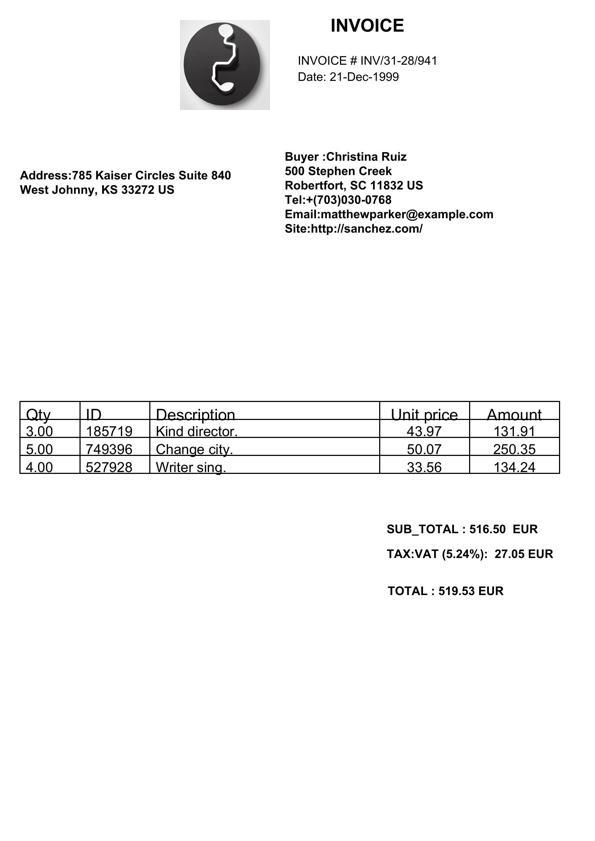 INVOICE
INVOICE # INV/31-28/941
Date: 21-Dec-1999
Address:785 Kaiser Circles Suite 840
West Johnny, KS 33272 US
Buyer :Christina Ruiz
500 Stephen Creek
Robertfort, SC 11832 US
Tel:+(703)030-0768
Email:matthewparker@example.com
Site:http://sanchez.com/
Qty ID Description Unit price Amount
3.00 185719 Kind director. 43.97 131.91
5.00 749396 Change city. 50.07 250.35
4.00 527928 Writer sing. 33.56 134.24
SUB_TOTAL : 516.50 EUR
TAX:VAT (5.24%): 27.05 EUR
TOTAL : 519.53 EUR